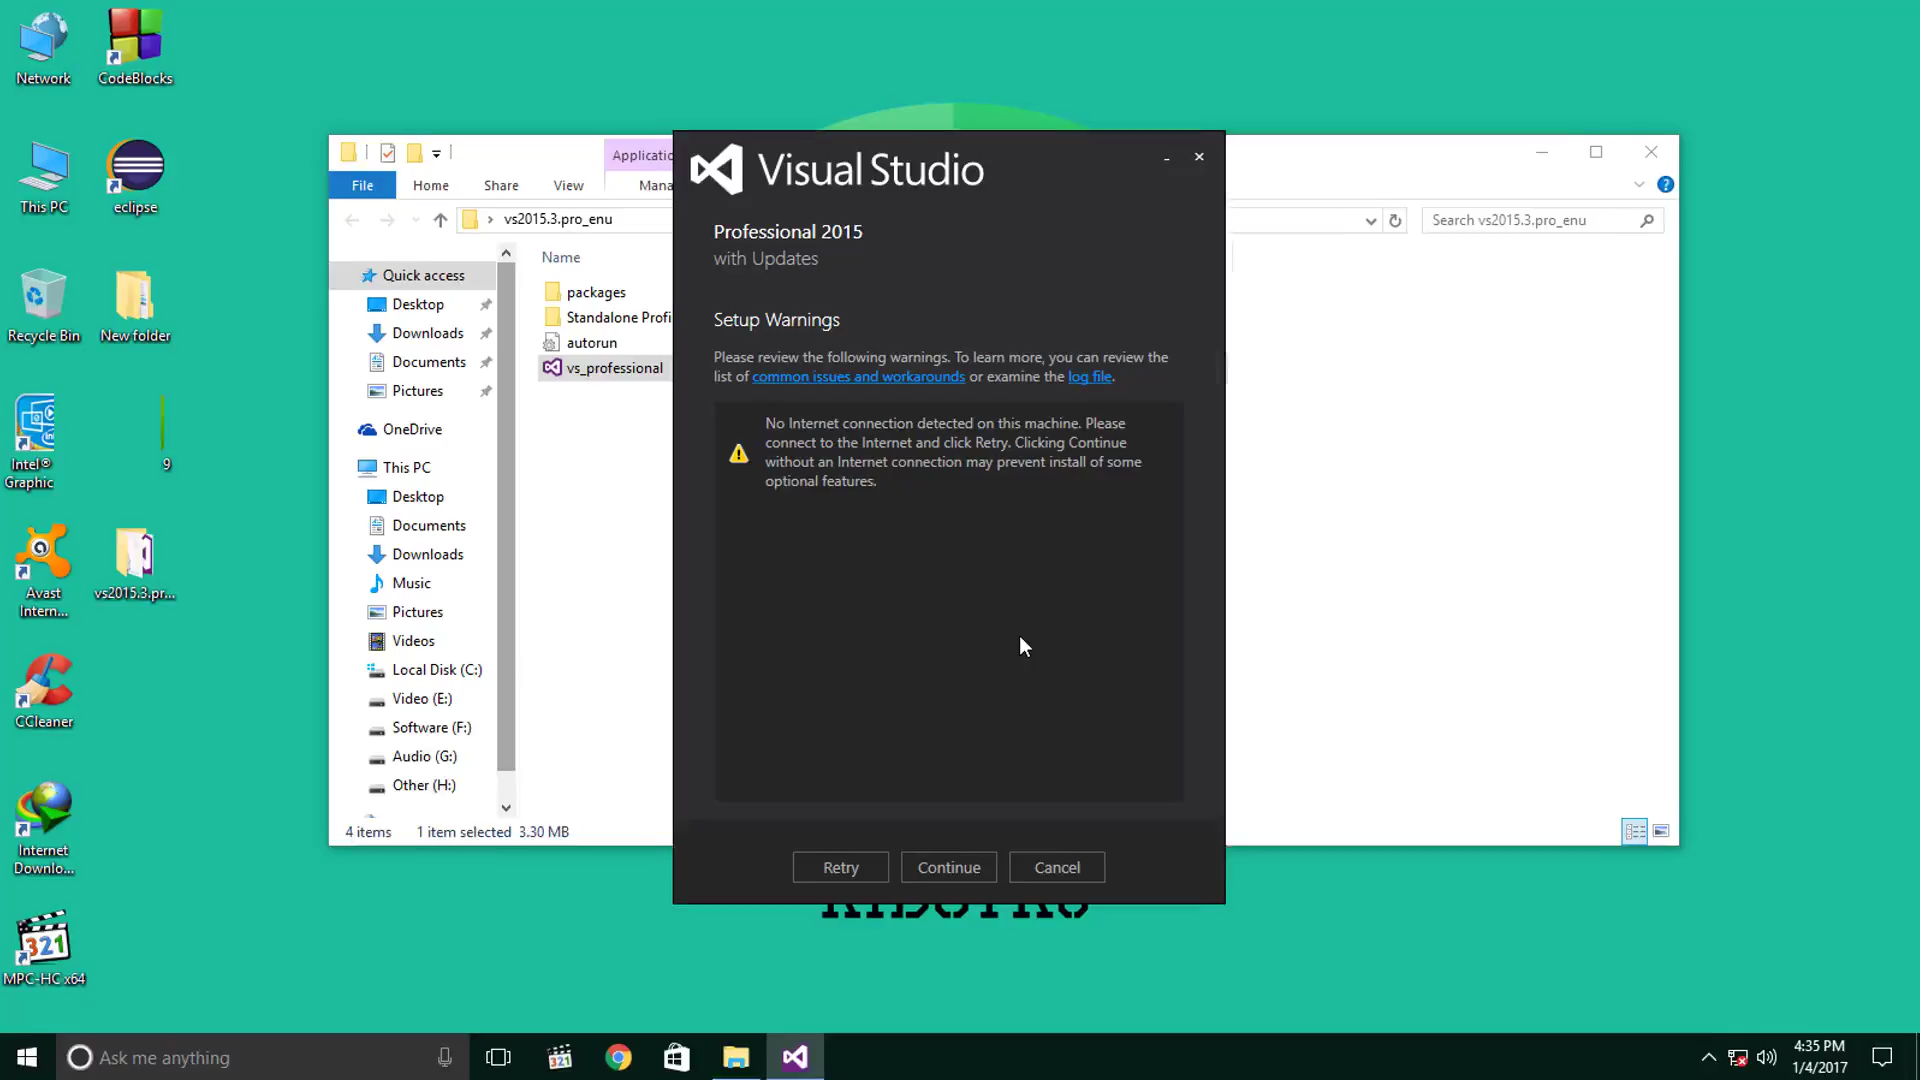 Network
CodeBlocks
This PC
eclipse
Recycle Bin
New folder
Intel®
Graphic
9
Avast
Intern...
vs2015.3.pr...
CCleaner
Internet
Downlo...
321
MPC-HC x64
Applicatio
File
Home
Share
View
Mana
vs2015.3.pro_enu
Search vs2015.3.pro_enu
Quick access
Desktop
Downloads
Documents
Pictures
OneDrive
This PC
Desktop
Documents
Downloads
Music
Pictures
Videos
Local Disk (C:)
Video (E:)
Software (F:)
Audio (G:)
Other (H:)
Name
packages
Standalone Profi
autorun
vs_professional
4 items 1 item selected 3.30 MB
Visual Studio
Professional 2015
with Updates
Setup Warnings
Please review the following warnings. To learn more, you can review the
list of common issues and workarounds or examine the log file.
No Internet connection detected on this machine. Please
connect to the Internet and click Retry. Clicking Continue
without an Internet connection may prevent install of some
optional features.
Retry
Continue
Cancel
Ask me anything
321
4:35 PM
1/4/2017